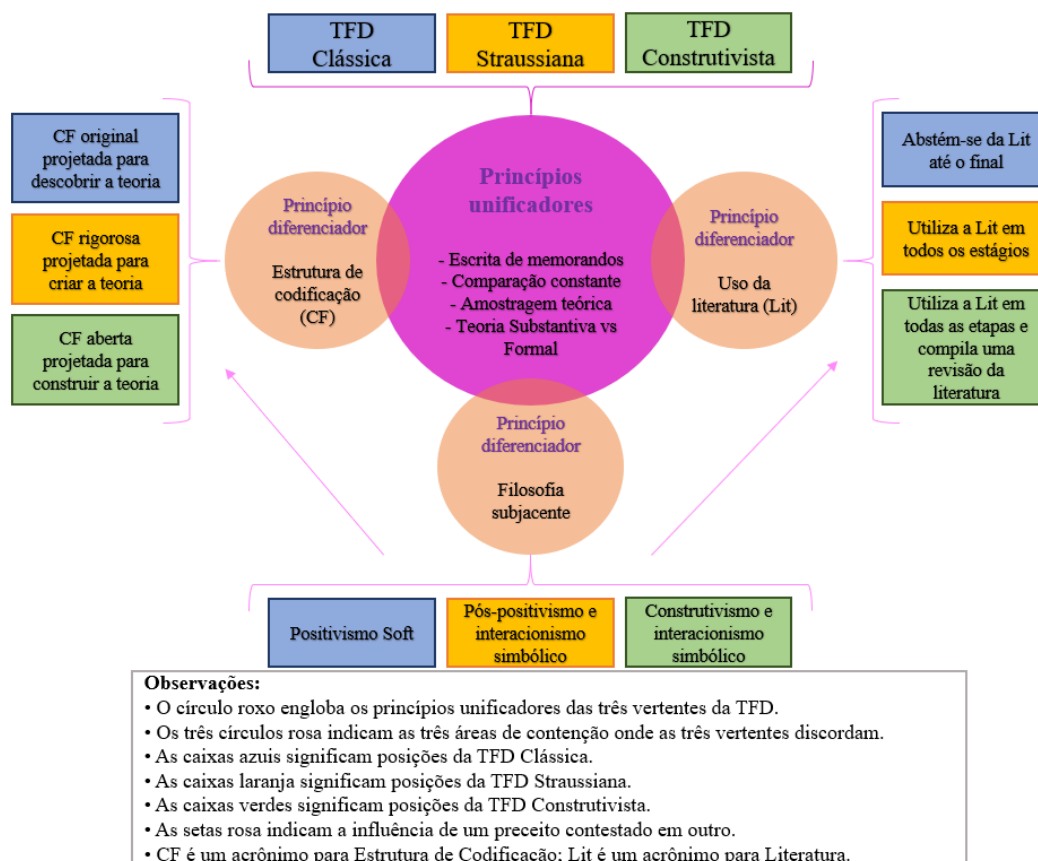 TFD
Clássica
TFD
Straussiana
TFD
Construtivista
CF original
projetada para
descobrir a teoria
CF rigorosa
projetada para
criar a teoria
CF aberta
projetada para
construir a teoria
Princípio
diferenciador
Estrutura de
codificação
(CF)
Princípios
unificadores
- Escrita de memorandos
- Comparação constante
- Amostragem teórica
- Teoria Substantiva vs
Formal
Princípio
diferenciador
Uso da
literatura (Lit)
Abstém-se da Lit
até o final
Utiliza a Lit em
todos os estágios
Utiliza a Lit em
todas as etapas e
compila uma
revisão da
literatura
Princípio
diferenciador
Filosofia
subjacente
Positivismo Soft
Pós-positivismo e
interacionismo
simbólico
Construtivismo e
interacionismo
simbólico
Observações:
• O círculo roxo engloba os princípios unificadores das três vertentes da TFD.
• Os três círculos rosa indicam as três áreas de contenção onde as três vertentes discordam.
• As caixas azuis significam posições da TFD Clássica.
• As caixas laranja significam posições da TFD Straussiana.
• As caixas verdes significam posições da TFD Construtivista.
• As setas rosa indicam a influência de um preceito contestado em outro.
• CF é um acrônimo para Estrutura de Codificação; Lit é um acrônimo para Literatura.